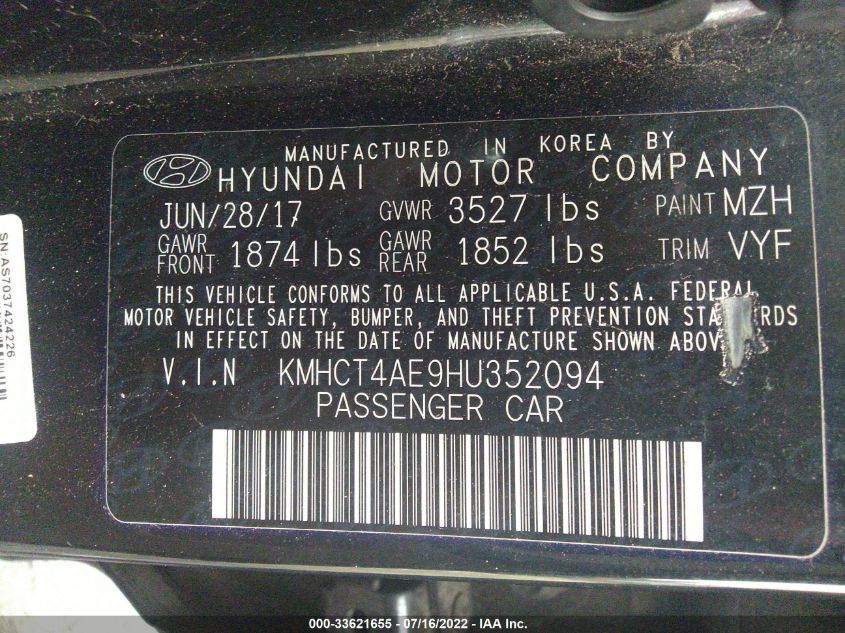 MANUFACTURED IN KOREA BY
HYUNDAI MOTOR COMPANY
JUN/28/17 GVWR 3527 lbs PAINT MZH
GAWR FRONT 1874 lbs GAWR REAR 1852 lbs TRIM VYF
THIS VEHICLE CONFORMS TO ALL APPLICABLE U.S.A. FEDERAL
MOTOR VEHICLE SAFETY, BUMPER, AND THEFT PREVENTION STA RDS
IN EFFECT ON THE DATE OF MANUFACTURE SHOWN ABOV
V.I.N KMHCT4AE9HU352094
PASSENGER CAR
SN:AS7037424226
000-33621655 - 07/16/2022 - IAA Inc.